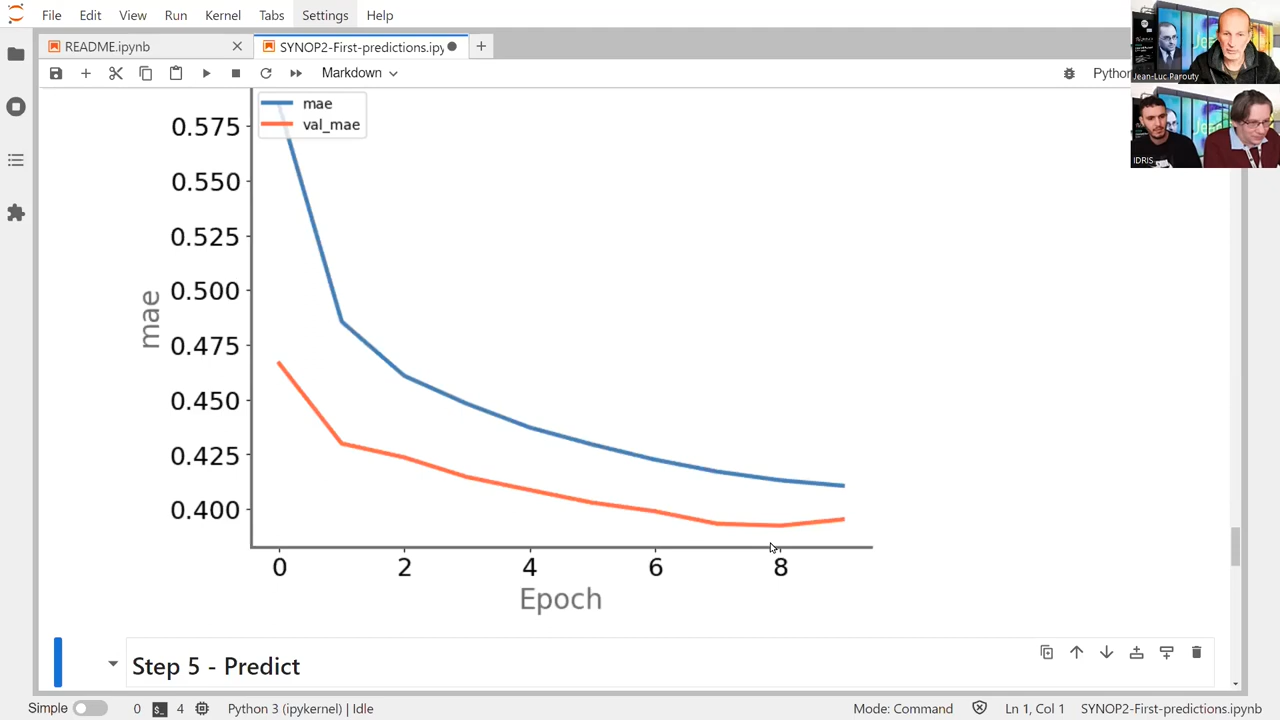 File Edit View Run Kernel Tabs Settings Help
README.ipynb SYNOP2-First-predictions.ipy
Markdown Python
Jean-Luc Parouty
IDRIS
mae
val_mae
0.575
0.550
0.525
0.500
0.475
0.450
0.425
0.400
mae
0 2 4 6 8
Epoch
Step 5 - Predict
Simple 0 4 Python 3 (ipykernel) | Idle Mode: Command Ln 1, Col 1 SYNOP2-First-predictions.ipynb